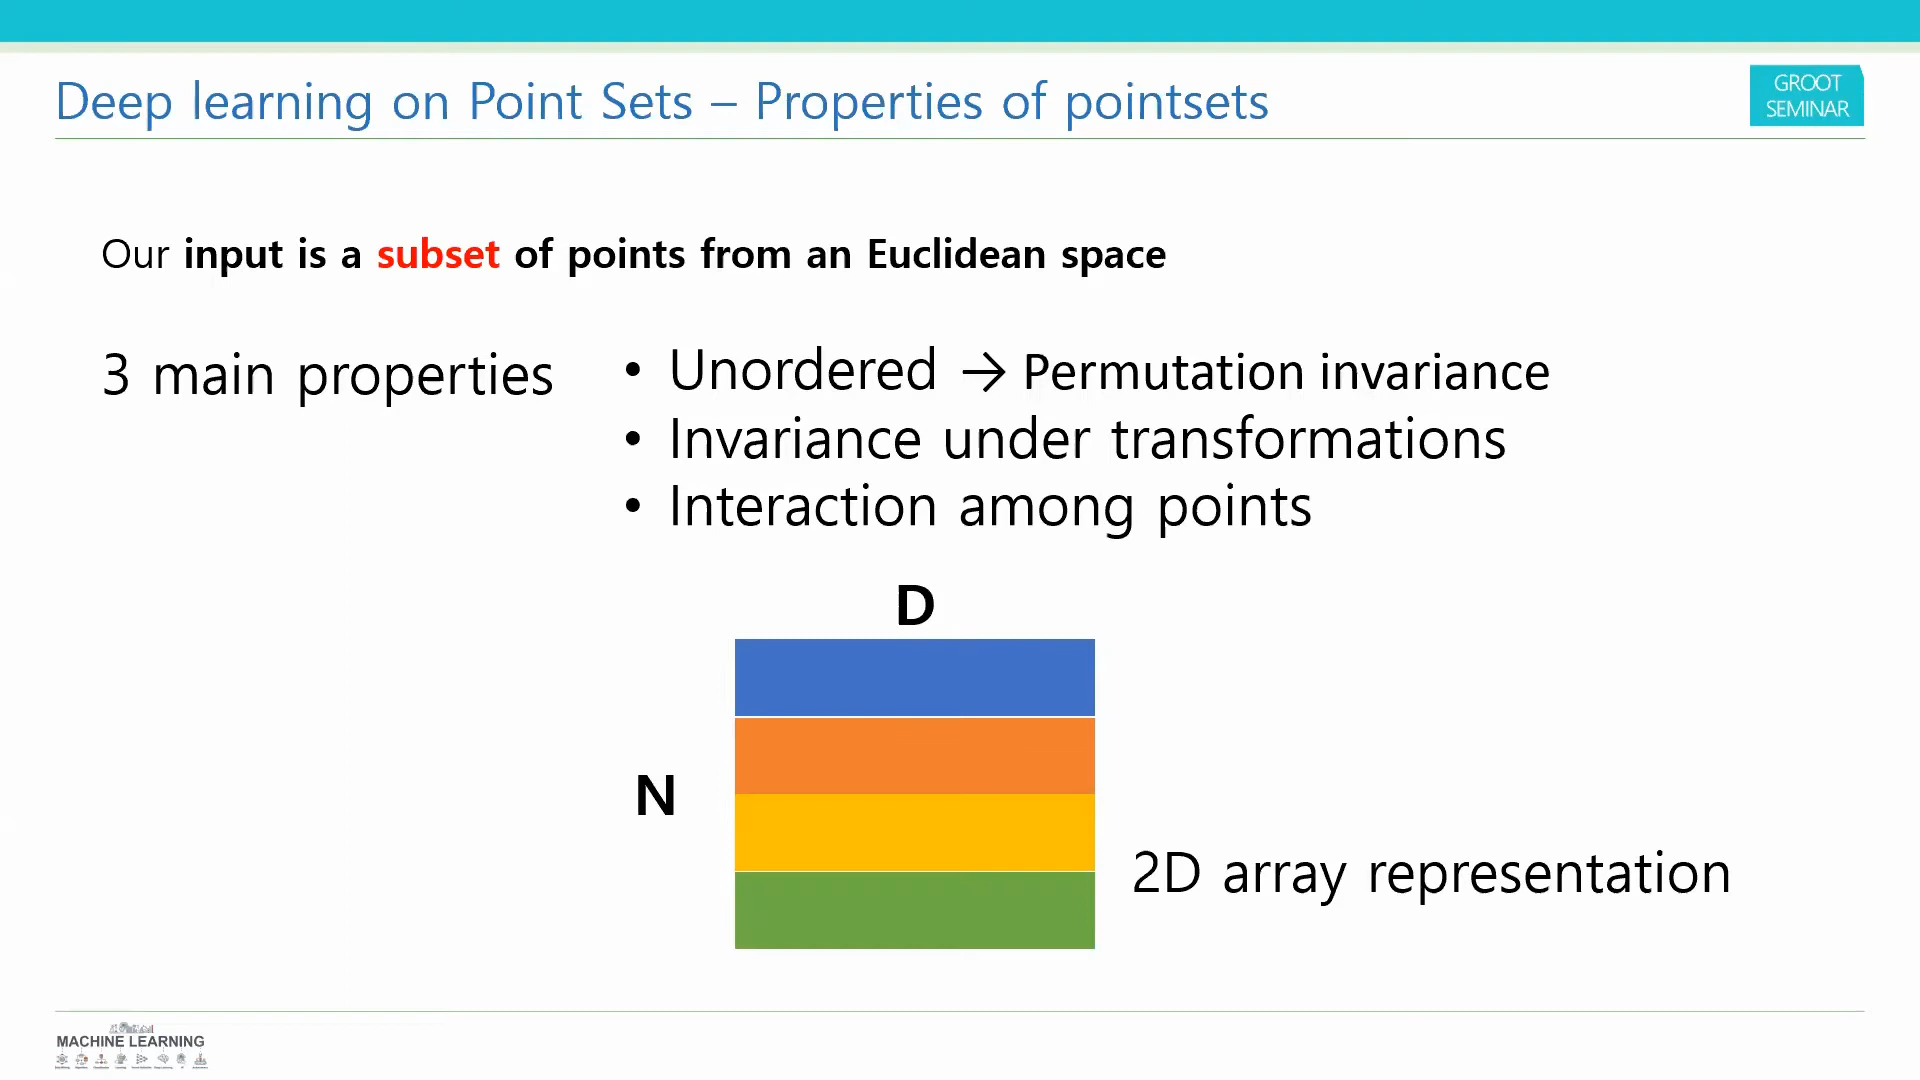 Deep learning on Point Sets – Properties of pointsets
GROOT
SEMINAR
Our input is a subset of points from an Euclidean space
3 main properties
• Unordered → Permutation invariance
• Invariance under transformations
• Interaction among points
D
N
2D array representation
MACHINE LEARNING